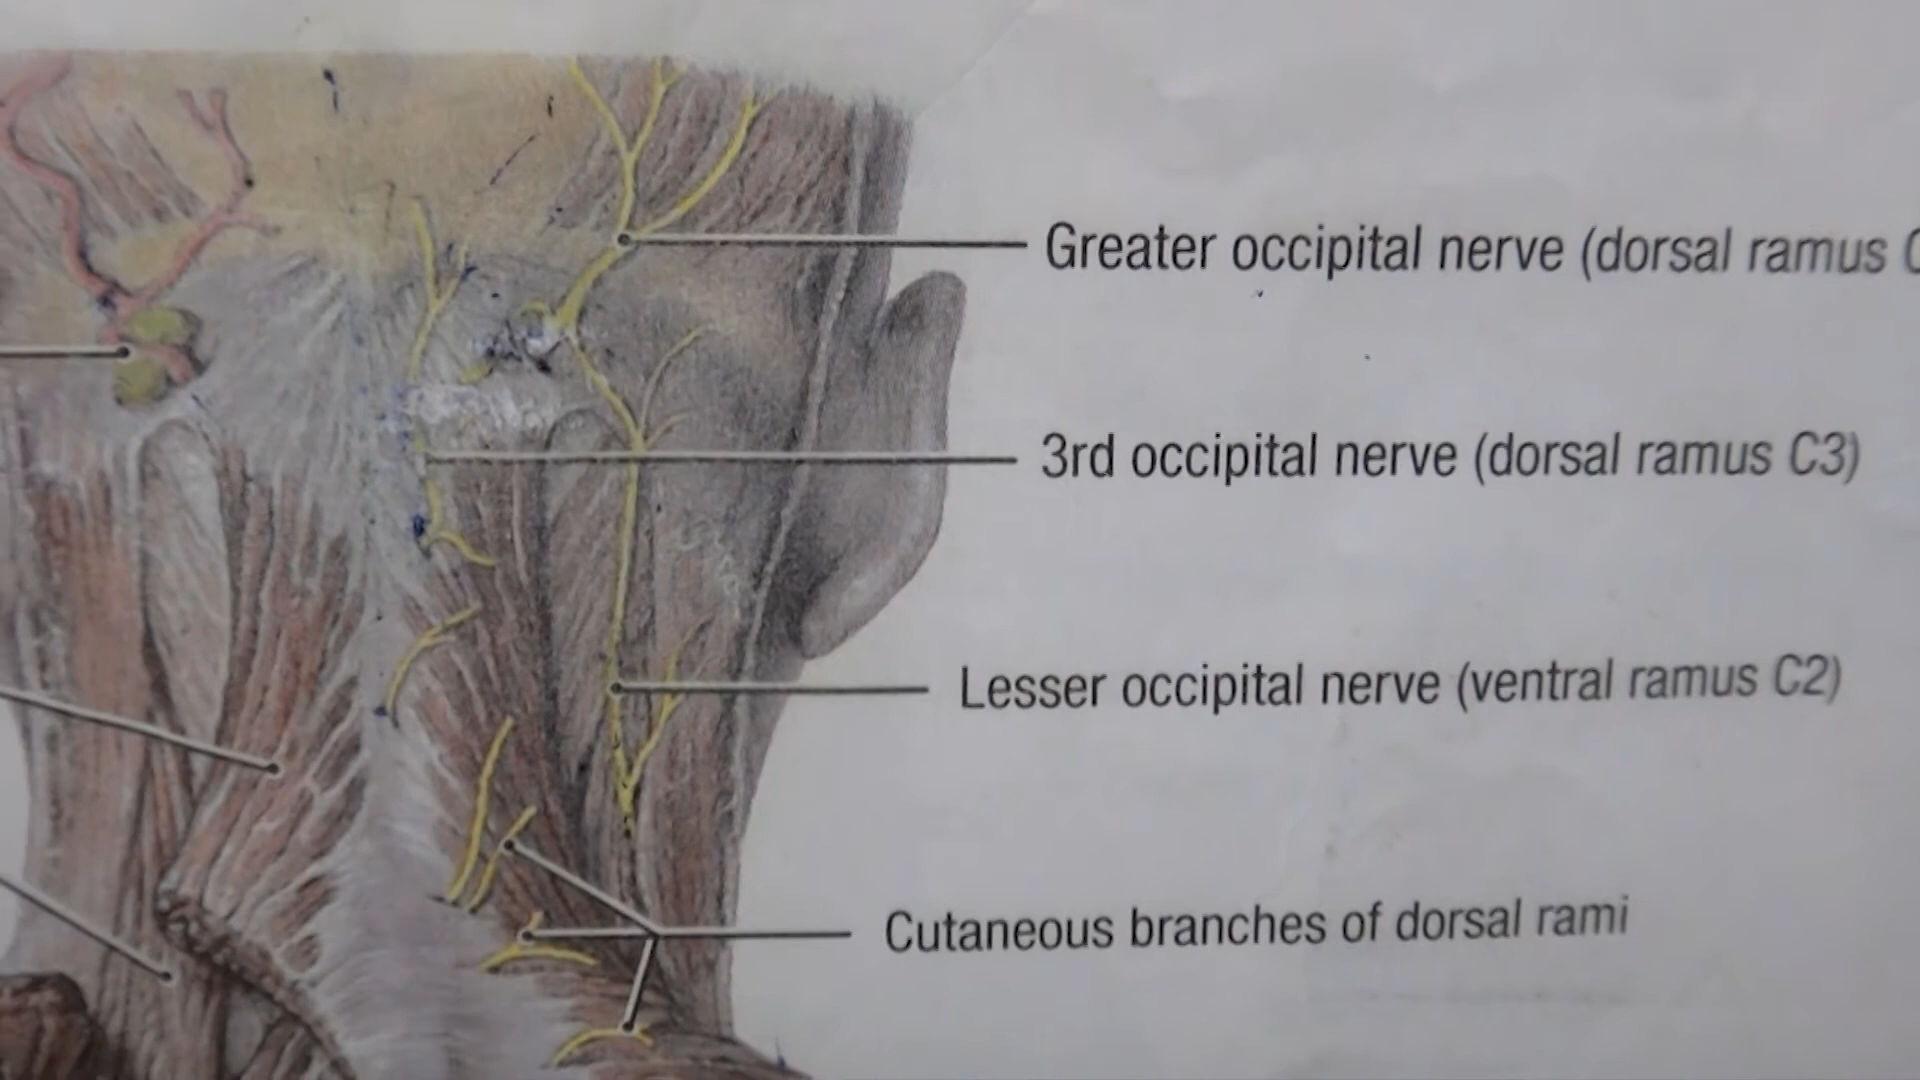 Greater occipital nerve (dorsal ramus
3rd occipital nerve (dorsal ramus C3)
Lesser occipital nerve (ventral ramus C2)
Cutaneous branches of dorsal rami